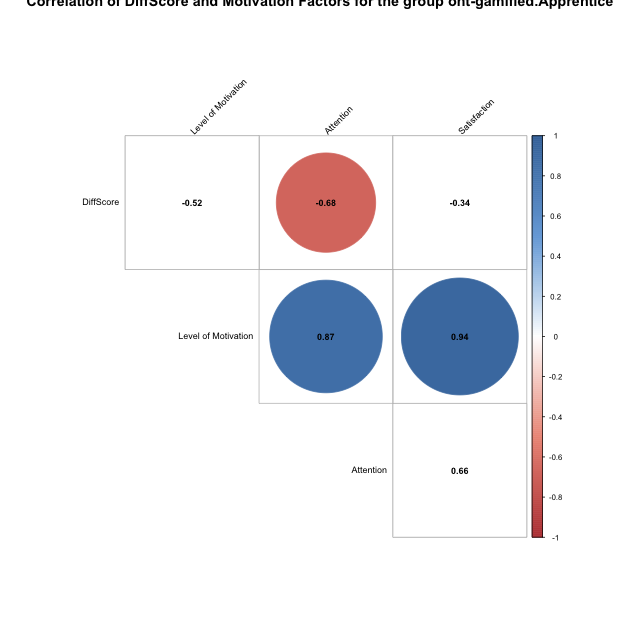 Correlation of DiffScore and Motivation Factors for the group ont-gamified.Apprentice
Level of Motivation
Attention
Satisfaction
DiffScore
-0.52
-0.68
-0.34
Level of Motivation
0.87
0.94
Attention
0.66
1
0.8
0.6
0.4
0.2
0
-0.2
-0.4
-0.6
-0.8
-1